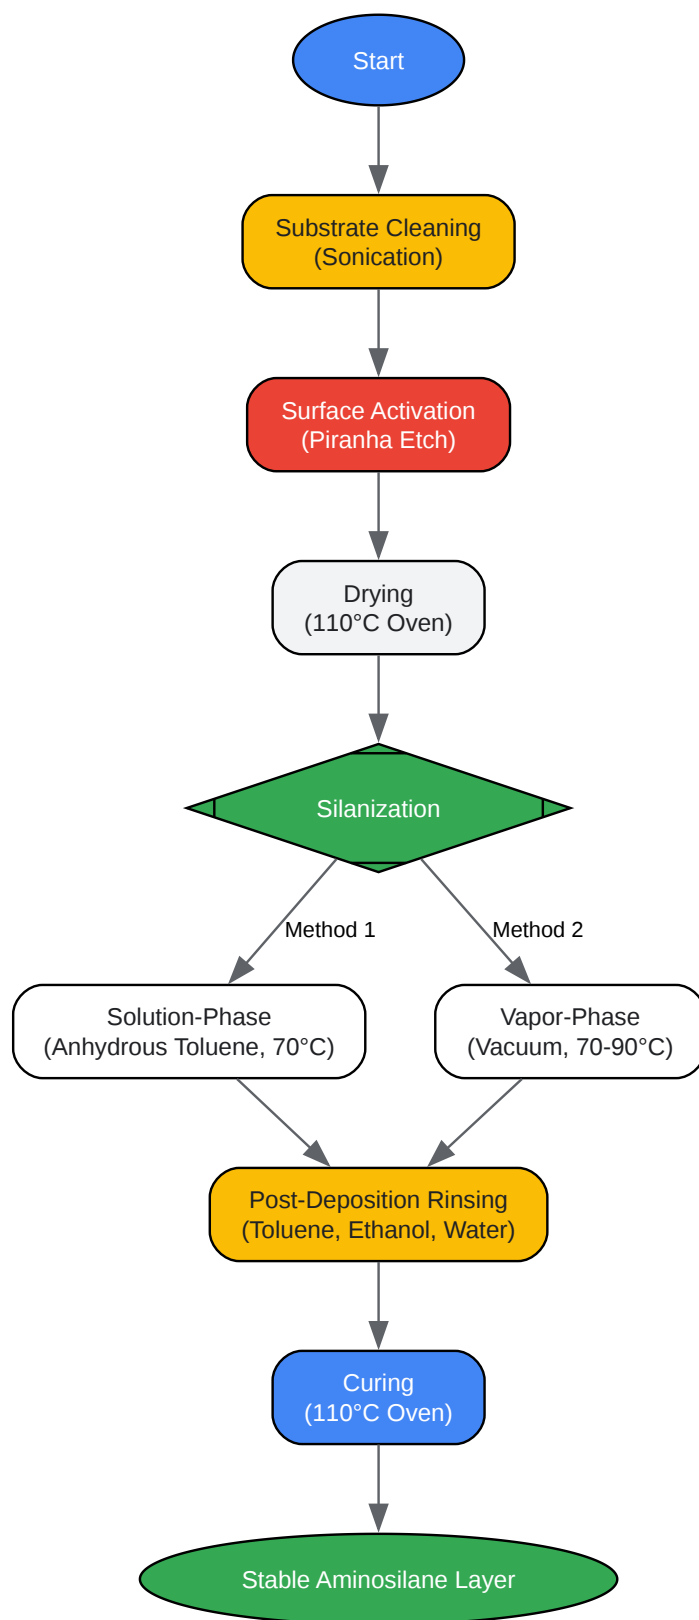 Start
Substrate Cleaning
(Sonication)
Surface Activation
(Piranha Etch)
Drying
(110°C Oven)
Silanization
Method 1
Method 2
Solution-Phase
(Anhydrous Toluene, 70°C)
Vapor-Phase
(Vacuum, 70-90°C)
Post-Deposition Rinsing
(Toluene, Ethanol, Water)
Curing
(110°C Oven)
Stable Aminosilane Layer